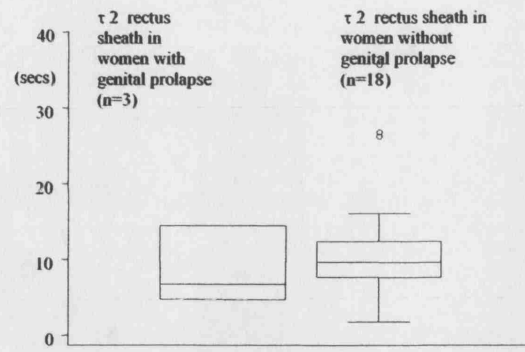 τ 2 rectus
sheath in
women with
genital prolapse
(n=3)
τ 2 rectus sheath in
women without
genital prolapse
(n=18)
40
(secs)
30
20
10
0
8